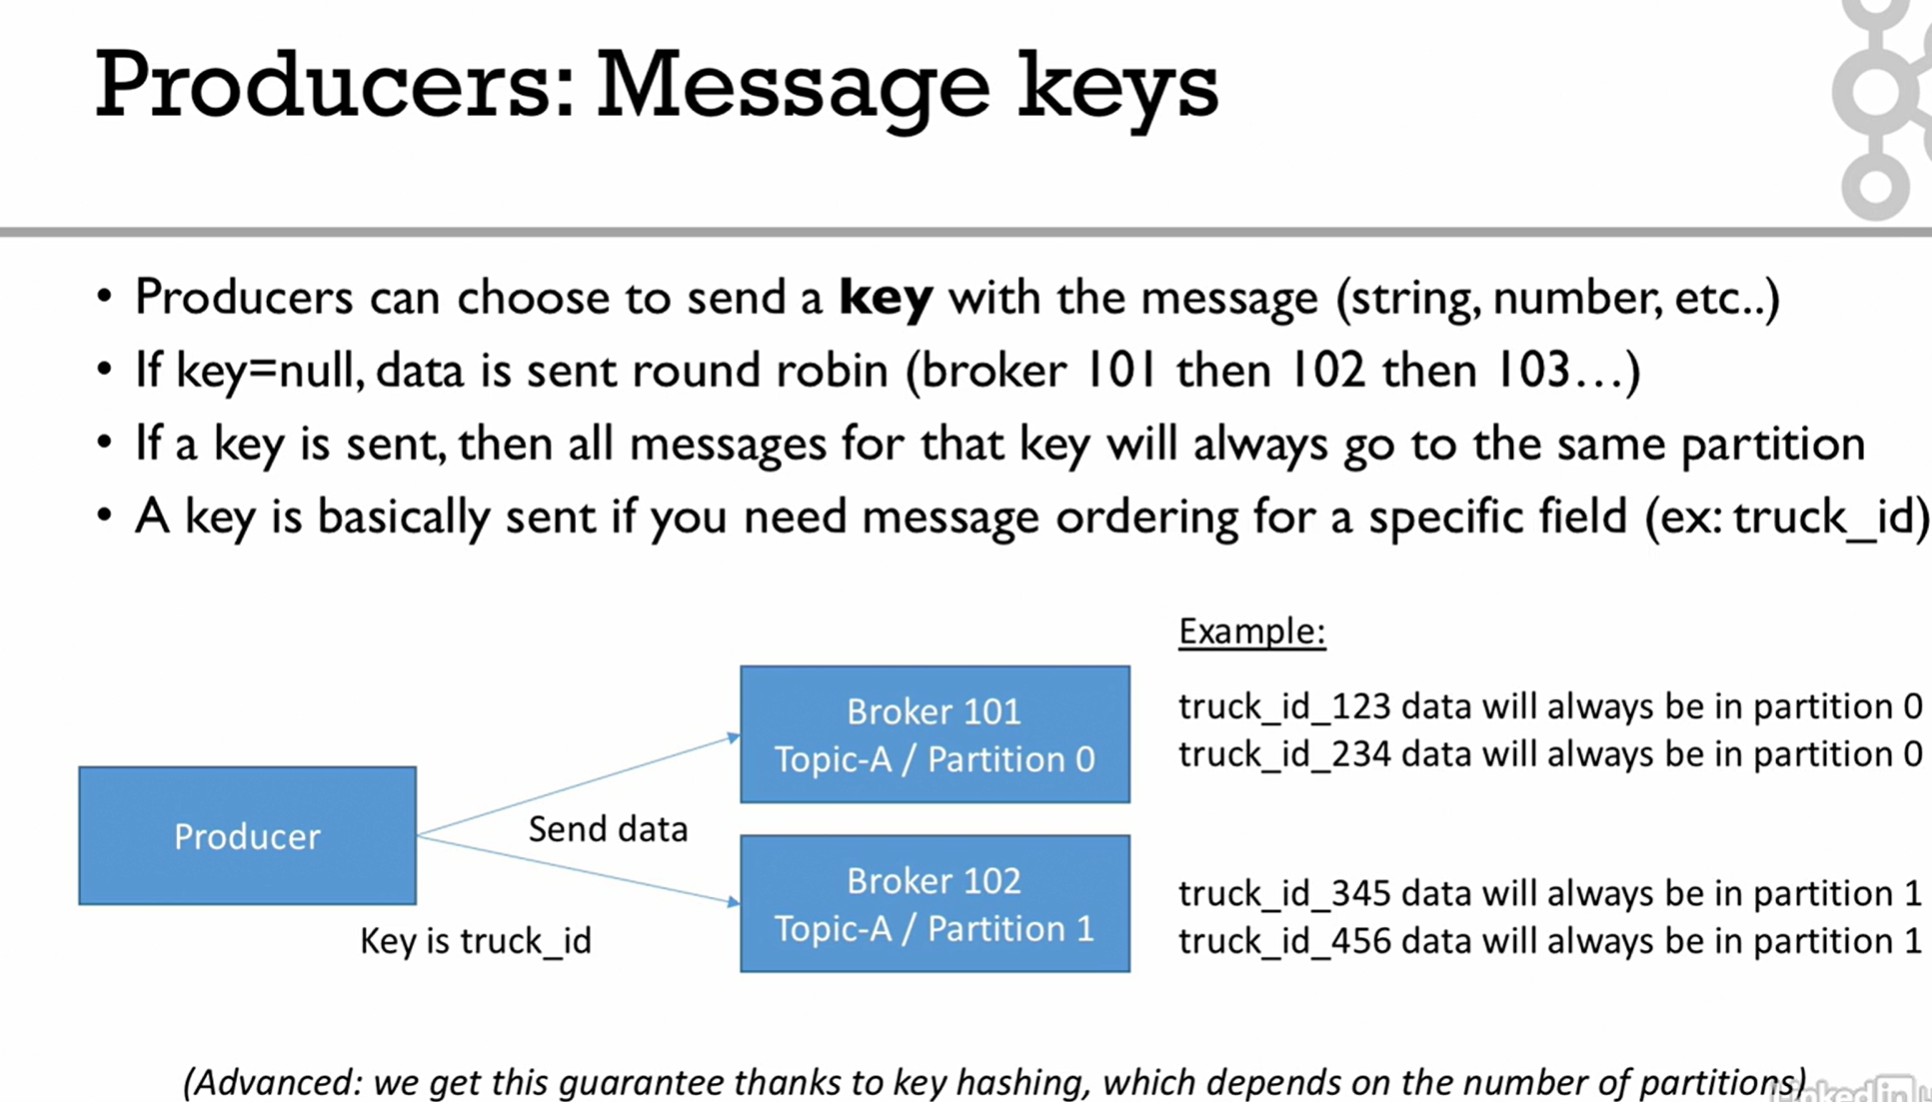 Producers: Message keys
• Producers can choose to send a key with the message (string, number, etc..)
• If key=null, data is sent round robin (broker 101 then 102 then 103…)
• If a key is sent, then all messages for that key will always go to the same partition
• A key is basically sent if you need message ordering for a specific field (ex: truck_id)
Producer
Key is truck_id
Send data
Broker 101
Topic-A / Partition 0
Broker 102
Topic-A / Partition 1
Example:
truck_id_123 data will always be in partition 0
truck_id_234 data will always be in partition 0
truck_id_345 data will always be in partition 1
truck_id_456 data will always be in partition 1
(Advanced: we get this guarantee thanks to key hashing, which depends on the number of partitions)
LinkedIn